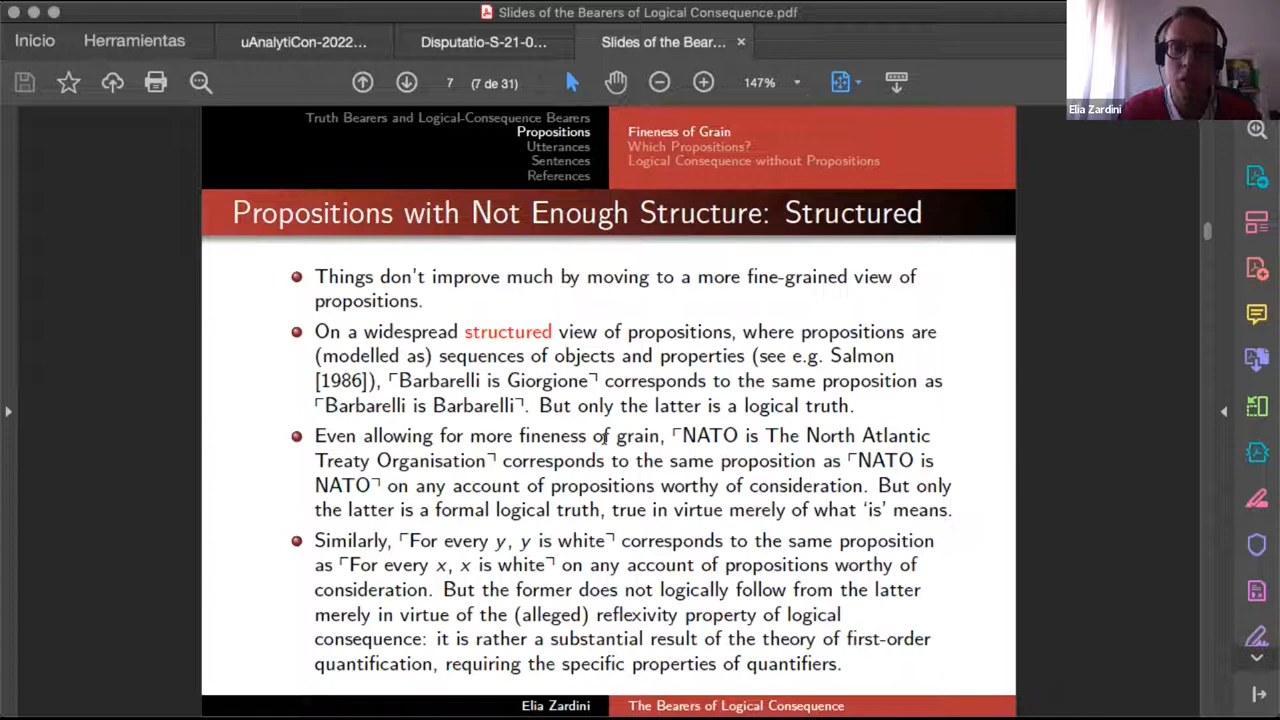 Slides of the Bearers of Logical Consequence.pdf
Inicio
Herramientas
uAnalytiCon-2022...
Disputatio-S-21-0...
Slides of the Bear...
7
(7 de 31)
147%
Elia Zardini
Truth Bearers and Logical-Consequence Bearers
Propositions
Utterances
Sentences
References
Fineness of Grain
Which Propositions?
Logical Consequence without Propositions
Propositions with Not Enough Structure: Structured
Things don't improve much by moving to a more fine-grained view of
propositions.
On a widespread structured view of propositions, where propositions are
(modelled as) sequences of objects and properties (see e.g. Salmon
[1986]), ⌜Barbarelli is Giorgione⌝ corresponds to the same proposition as
⌜Barbarelli is Barbarelli⌝. But only the latter is a logical truth.
Even allowing for more fineness of grain, ⌜NATO is The North Atlantic
Treaty Organisation⌝ corresponds to the same proposition as ⌜NATO is
NATO⌝ on any account of propositions worthy of consideration. But only
the latter is a formal logical truth, true in virtue merely of what ‘is’ means.
Similarly, ⌜For every y, y is white⌝ corresponds to the same proposition
as ⌜For every x, x is white⌝ on any account of propositions worthy of
consideration. But the former does not logically follow from the latter
merely in virtue of the (alleged) reflexivity property of logical
consequence: it is rather a substantial result of the theory of first-order
quantification, requiring the specific properties of quantifiers.
Elia Zardini
The Bearers of Logical Consequence